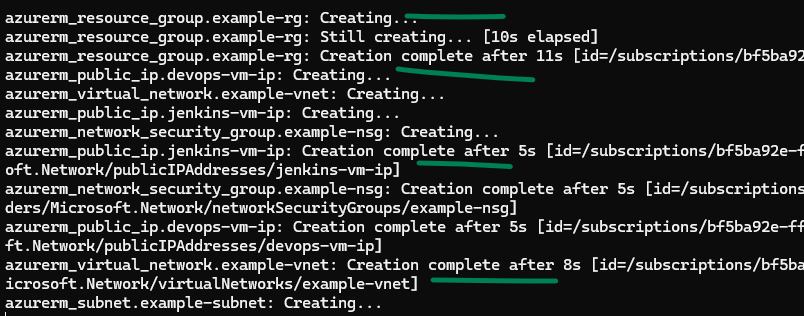 azurerm_resource_group.example-rg: Creating...
azurerm_resource_group.example-rg: Still creating... [10s elapsed]
azurerm_resource_group.example-rg: Creation complete after 11s [id=/subscriptions/bf5ba92
azurerm_public_ip.devops-vm-ip: Creating...
azurerm_virtual_network.example-vnet: Creating...
azurerm_public_ip.jenkins-vm-ip: Creating...
azurerm_network_security_group.example-nsg: Creating...
azurerm_public_ip.jenkins-vm-ip: Creation complete after 5s [id=/subscriptions/bf5ba92e-ff
oft.Network/publicIPAddresses/jenkins-vm-ip]
azurerm_network_security_group.example-nsg: Creation complete after 5s [id=/subscriptions
ders/Microsoft.Network/networkSecurityGroups/example-nsg]
azurerm_public_ip.devops-vm-ip: Creation complete after 5s [id=/subscriptions/bf5ba92e-ff
ft.Network/publicIPAddresses/devops-vm-ip]
azurerm_virtual_network.example-vnet: Creation complete after 8s [id=/subscriptions/bf5ba
icrosoft.Network/virtualNetworks/example-vnet]
azurerm_subnet.example-subnet: Creating...